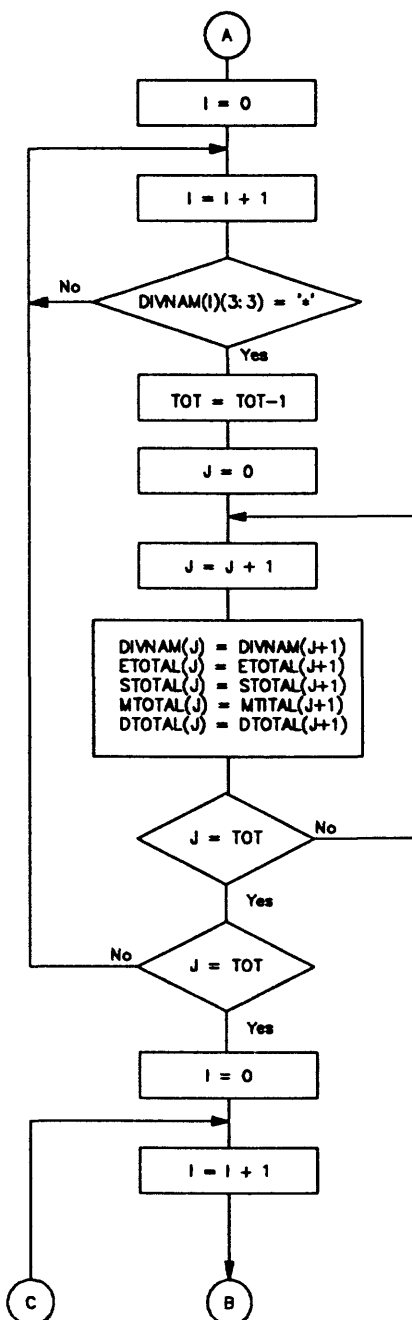 A
I = 0
I = I + 1
No
DIVNAM(I)(3:3) = '*'
Yes
TOT = TOT-1
J = 0
J = J + 1
DIVNAM(J) = DIVNAM(J+1)
ETOTAL(J) = ETOTAL(J+1)
STOTAL(J) = STOTAL(J+1)
MTOTAL(J) = MTITAL(J+1)
DTOTAL(J) = DTOTAL(J+1)
J = TOT
No
Yes
No
J = TOT
Yes
I = 0
I = I + 1
C
B